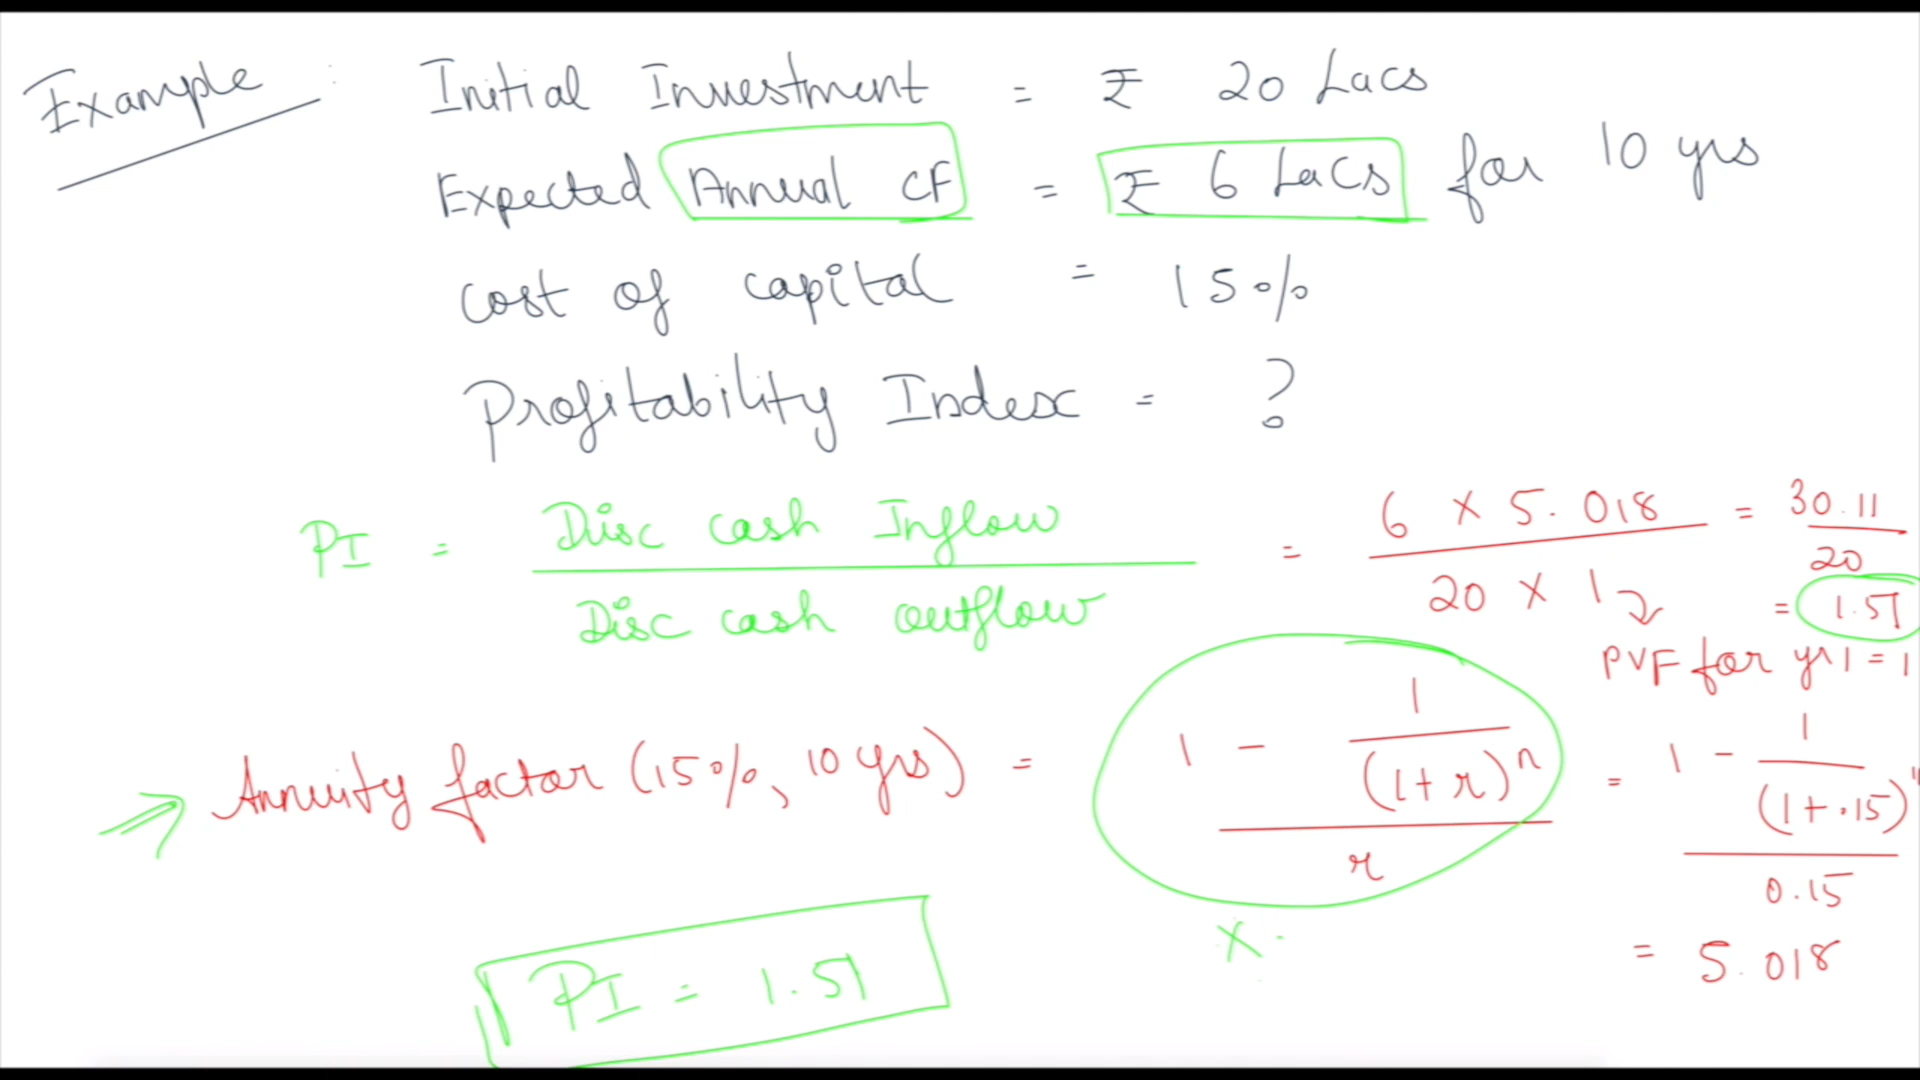 Example : Initial Investment = ₹ 20 Lacs
Expected Annual CF = ₹ 6 Lacs for 10 yrs
Cost of capital = 15%
Profitability Index = ?
PI = Disc cash Inflow / Disc cash outflow = 6 × 5.018 / 20 × 1 = 30.11 / 20
= 1.51
PVF for yr 1 = 1
⇒ Annuity factor (15%, 10 yrs) = 1 - 1/(1+r)^n / r = 1 - 1/(1+.15) / 0.15
= 5.018
PI = 1.51
X